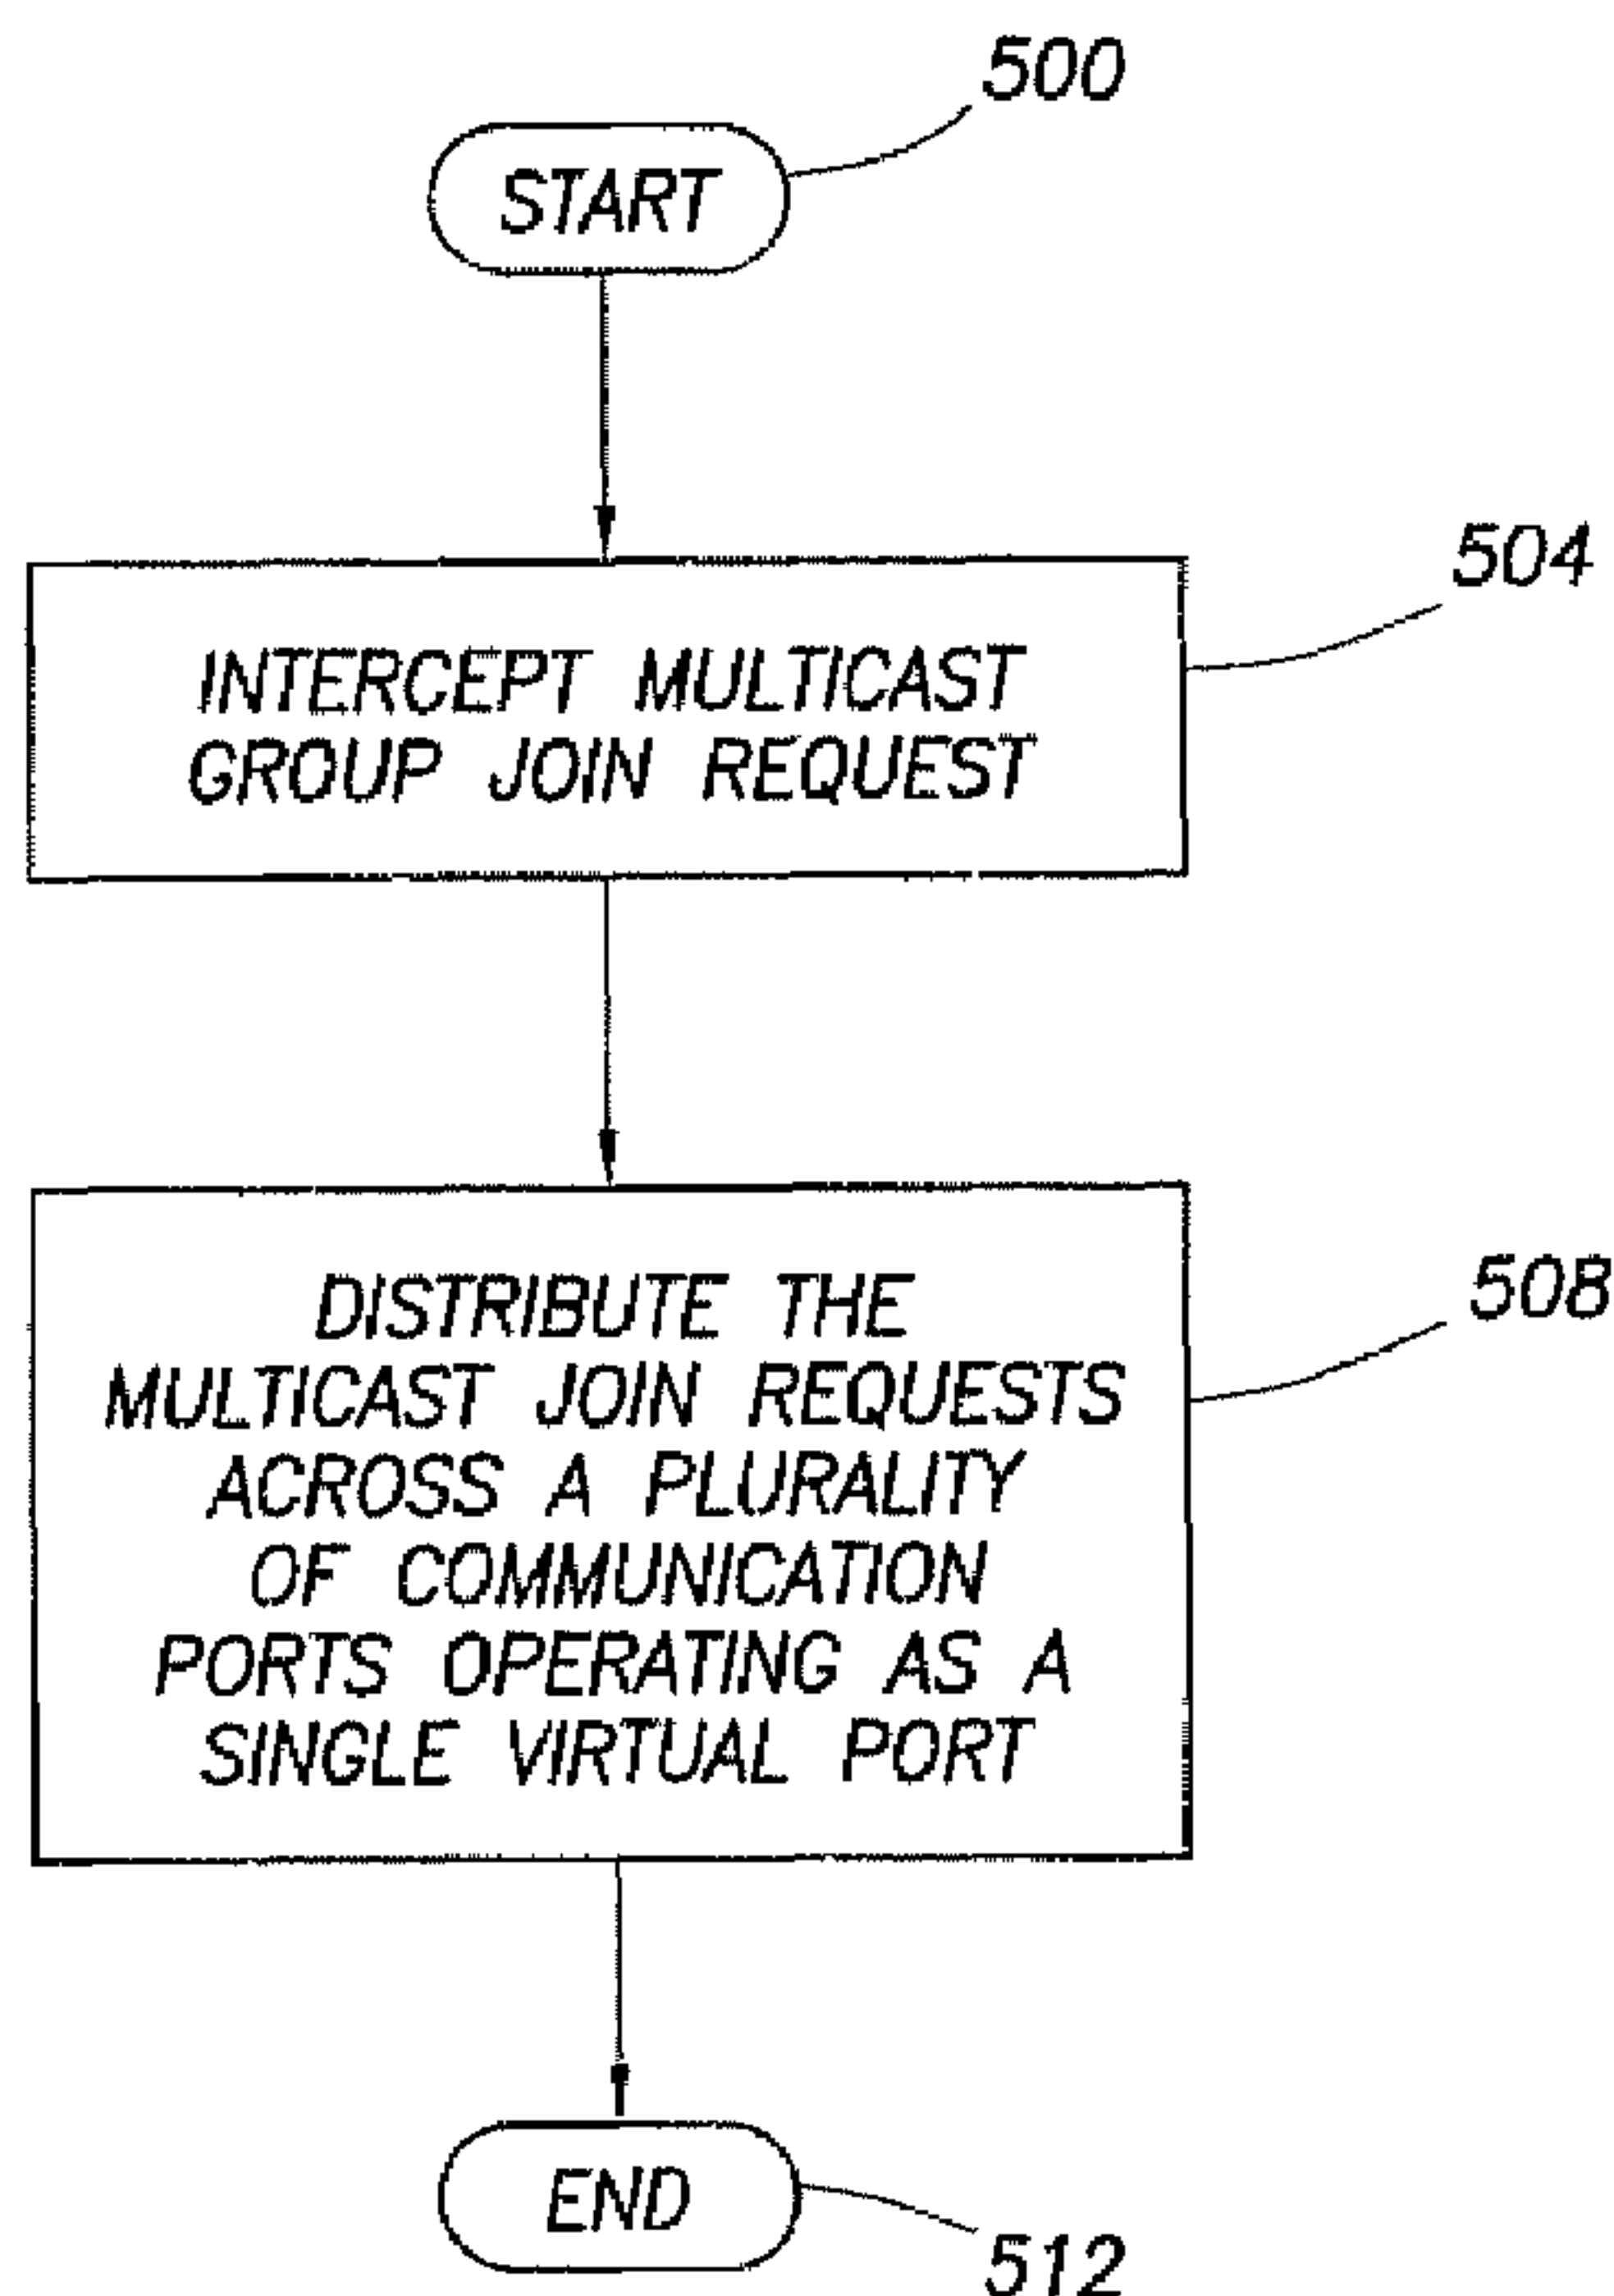 500
START
504
INTERCEPT MULTICAST
GROUP JOIN REQUEST
508
DISTRIBUTE THE
MULTICAST JOIN REQUESTS
ACROSS A PLURALITY
OF COMMUNICATION
PORTS OPERATING AS A
SINGLE VIRTUAL PORT
END
512